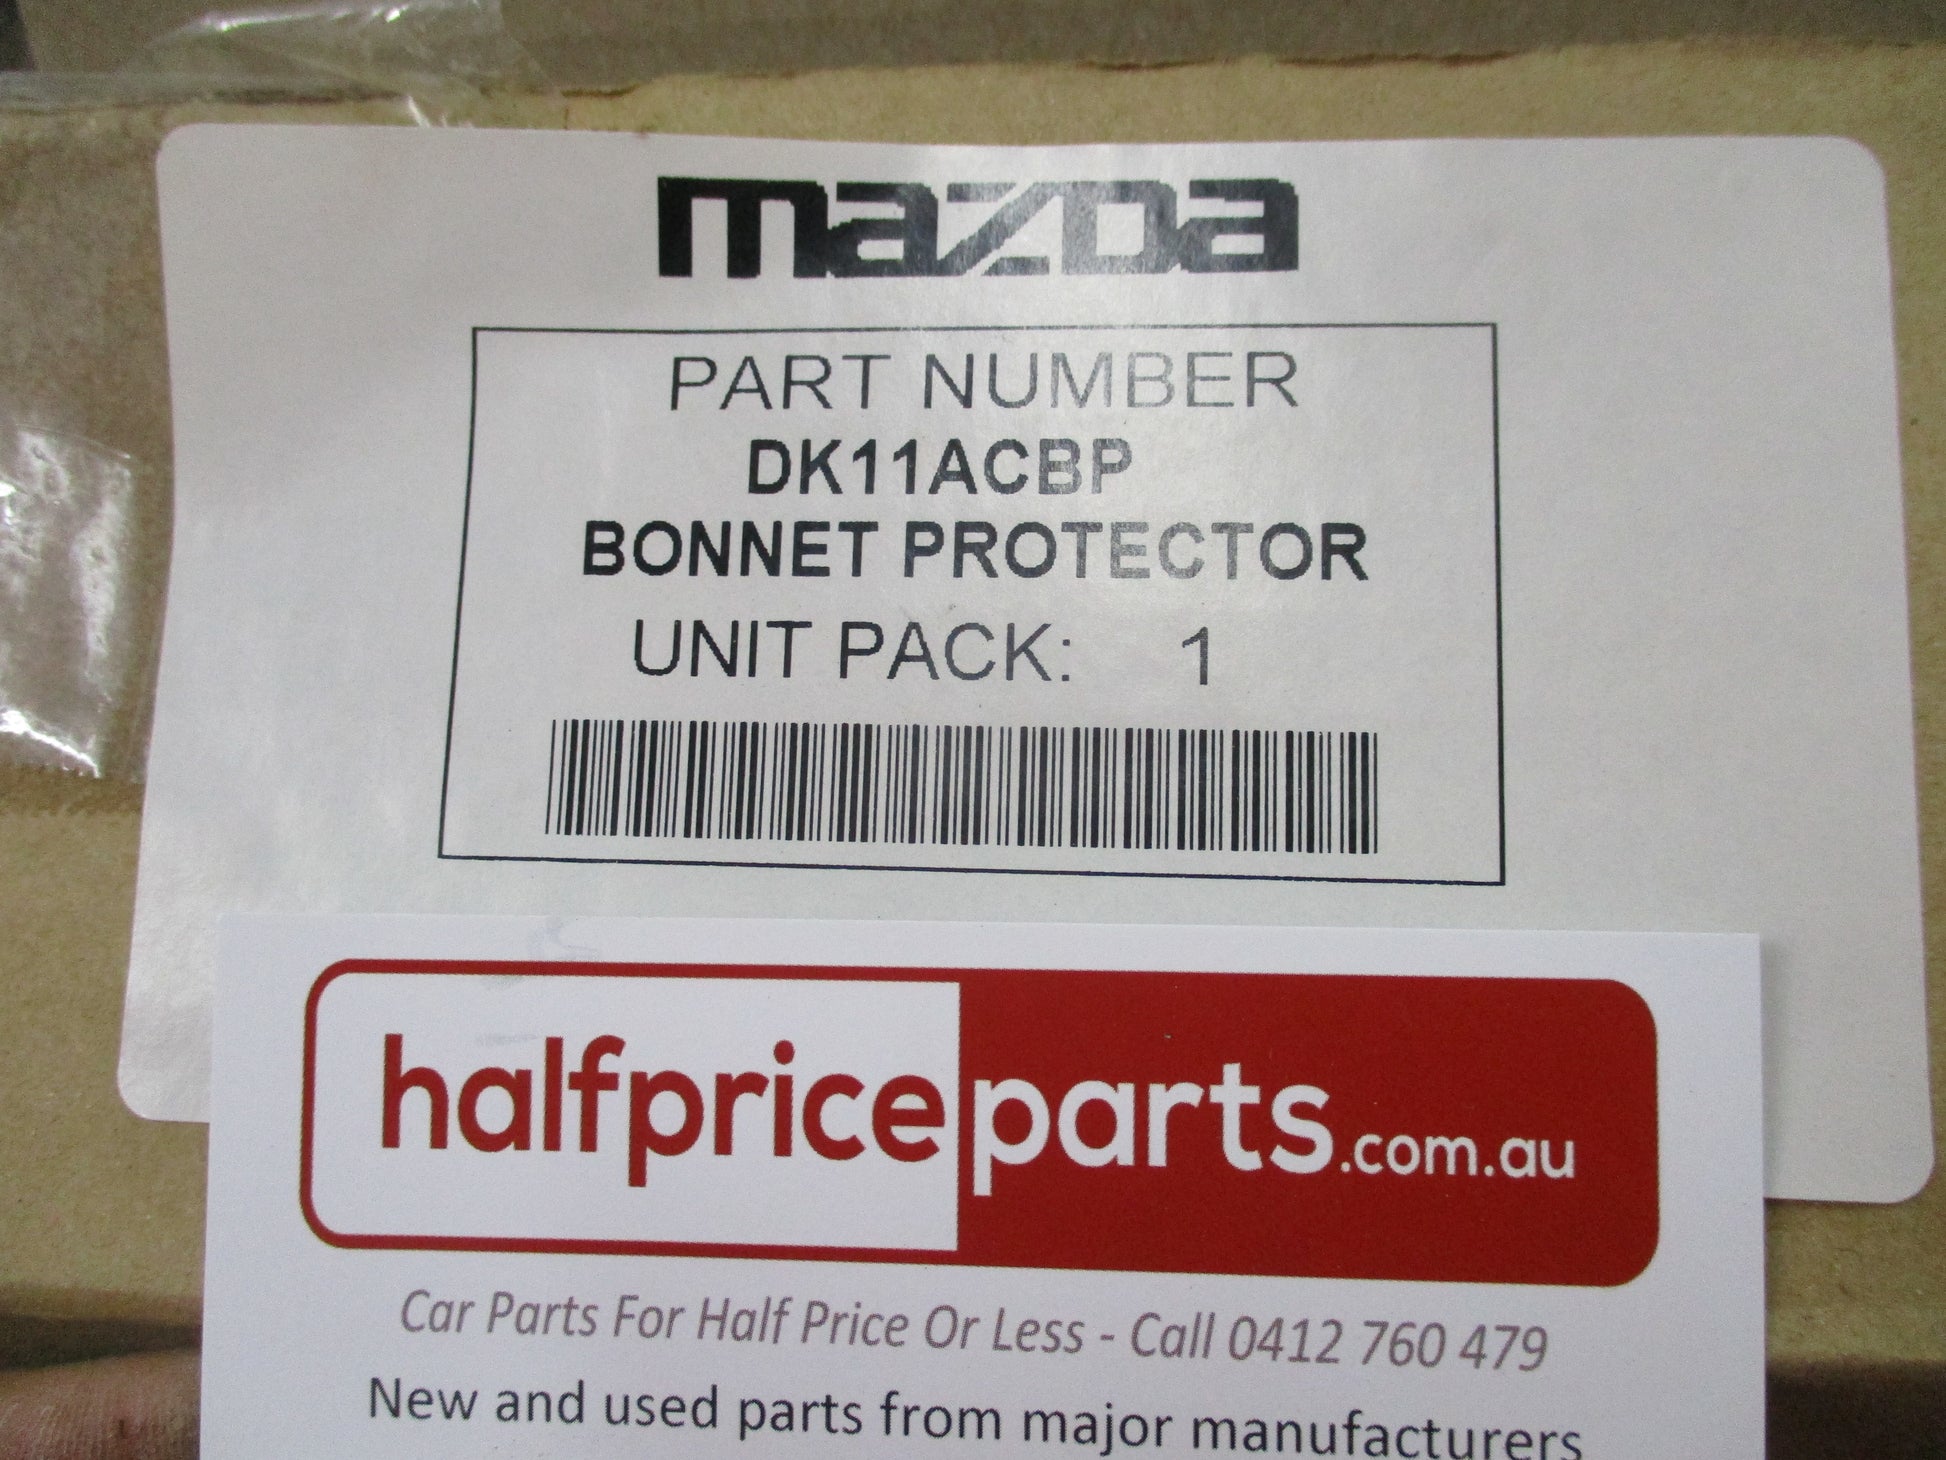 mazda
PART NUMBER
DK11ACBP
BONNET PROTECTOR
UNIT PACK: 1
halfpriceparts.com.au
Car Parts For Half Price Or Less - Call 0412 760 479
New and used parts from major manufacturers